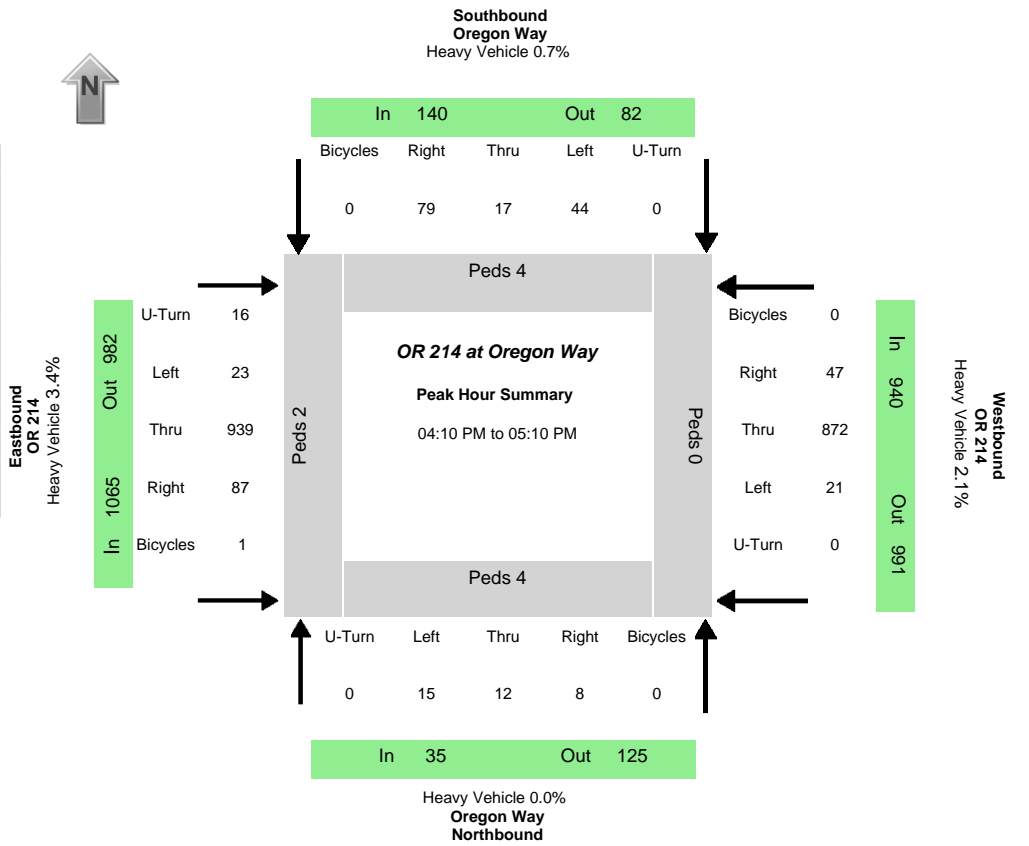 Southbound
Oregon Way
Heavy Vehicle 0.7%
N
In 140 Out 82
Bicycles Right Thru Left U-Turn
0 79 17 44 0
Peds 4
Eastbound
OR 214
Heavy Vehicle 3.4%
In 1065 Out 982
U-Turn 16
Left 23
Thru 939
Right 87
Bicycles 1
Peds 2
OR 214 at Oregon Way
Peak Hour Summary
04:10 PM to 05:10 PM
Peds 0
Bicycles 0
Right 47
Thru 872
Left 21
U-Turn 0
In 940 Out 991
Westbound
OR 214
Heavy Vehicle 2.1%
Peds 4
U-Turn Left Thru Right Bicycles
0 15 12 8 0
In 35 Out 125
Heavy Vehicle 0.0%
Oregon Way
Northbound